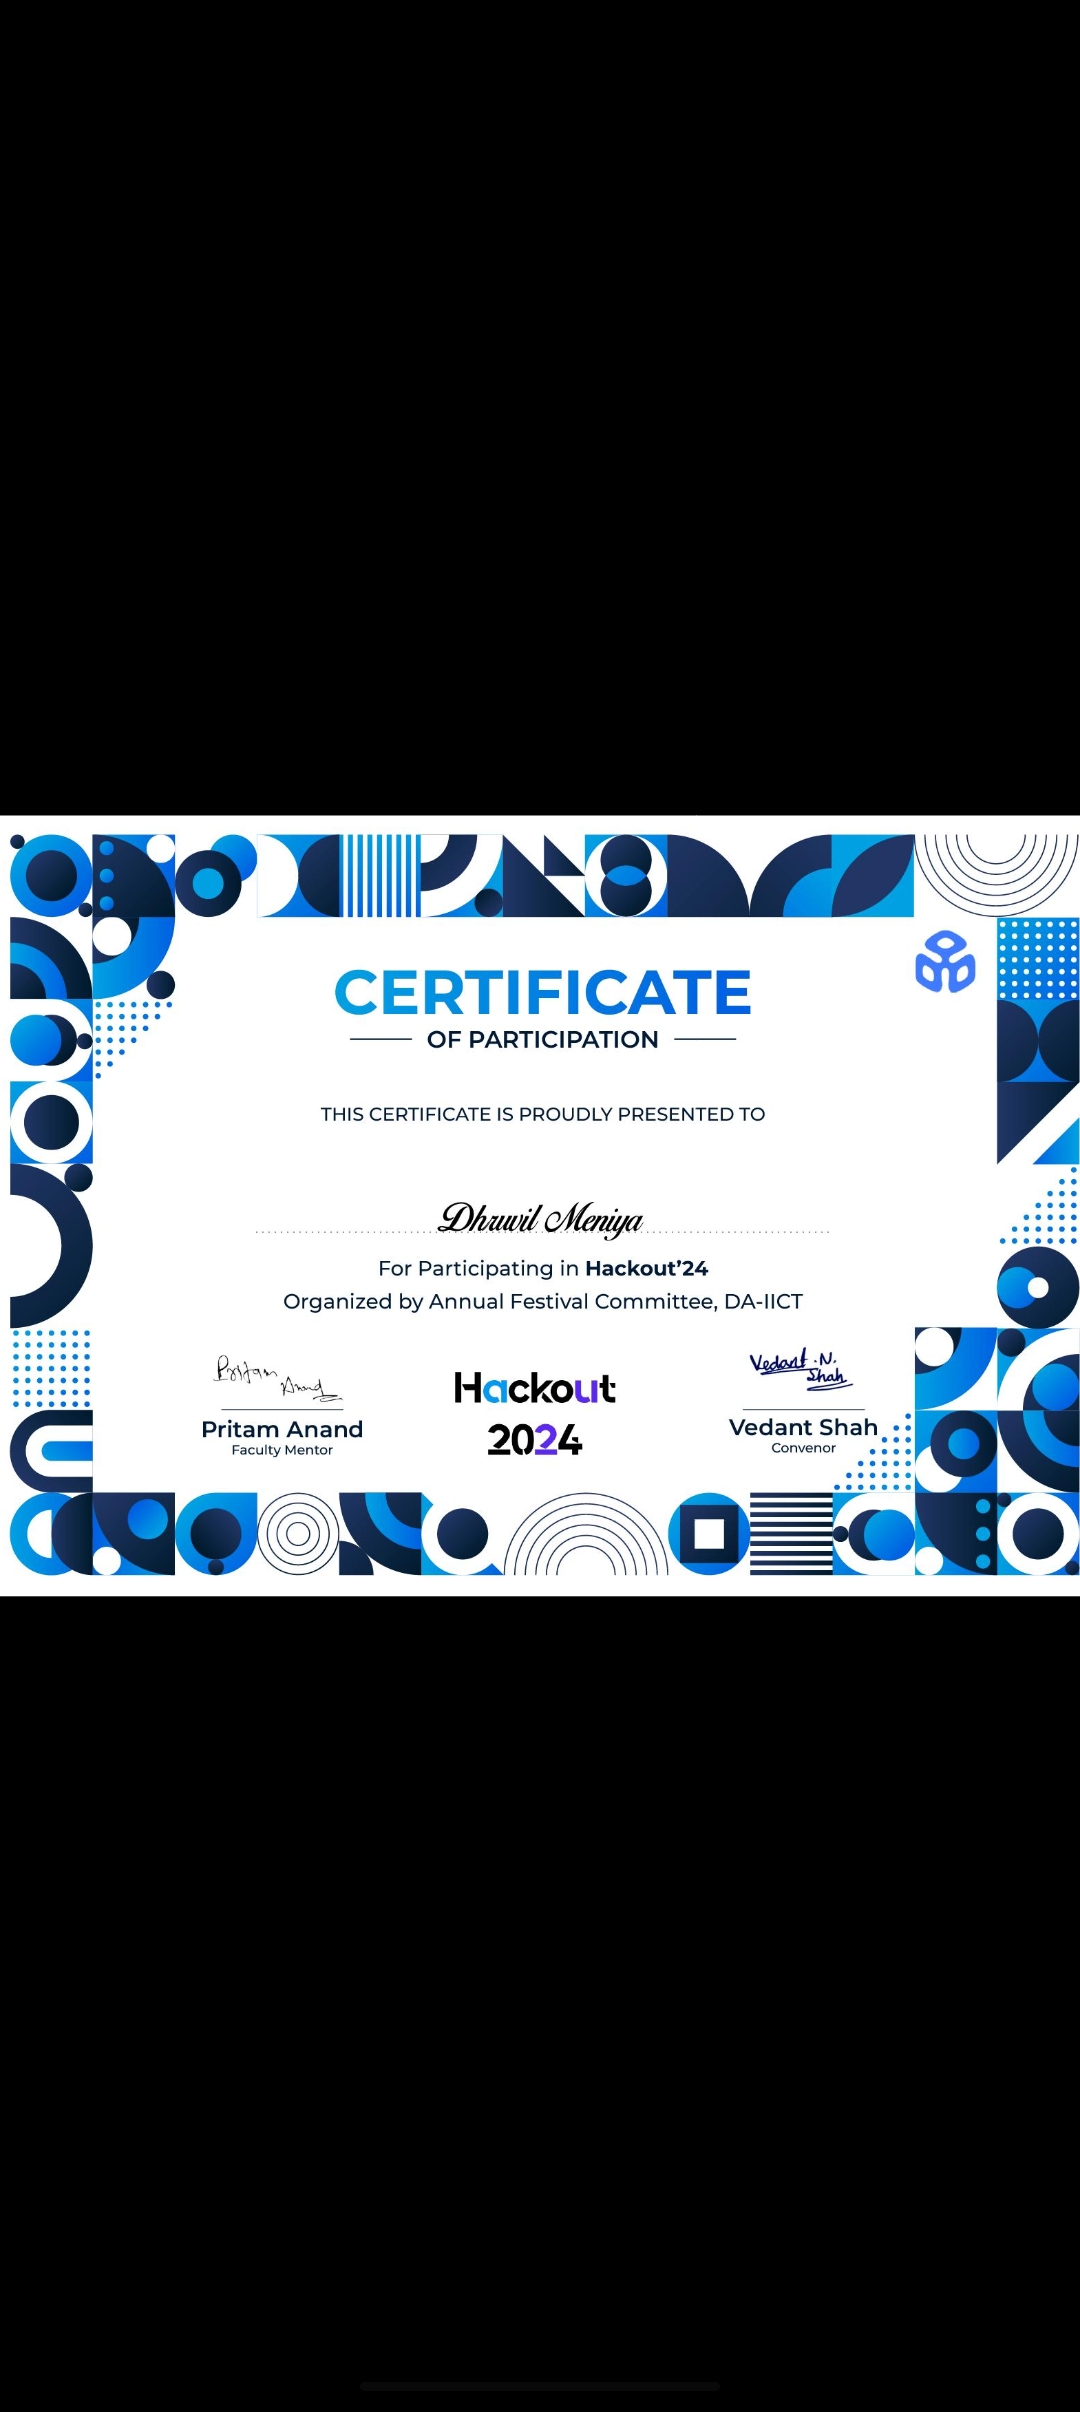 CERTIFICATE
OF PARTICIPATION
THIS CERTIFICATE IS PROUDLY PRESENTED TO
Dhruvil Meniya
For Participating in Hackout’24
Organized by Annual Festival Committee, DA-IICT
Pritam Anand
Vedant .N. Shah
Hackout
2024
Pritam Anand
Faculty Mentor
Vedant Shah
Convenor